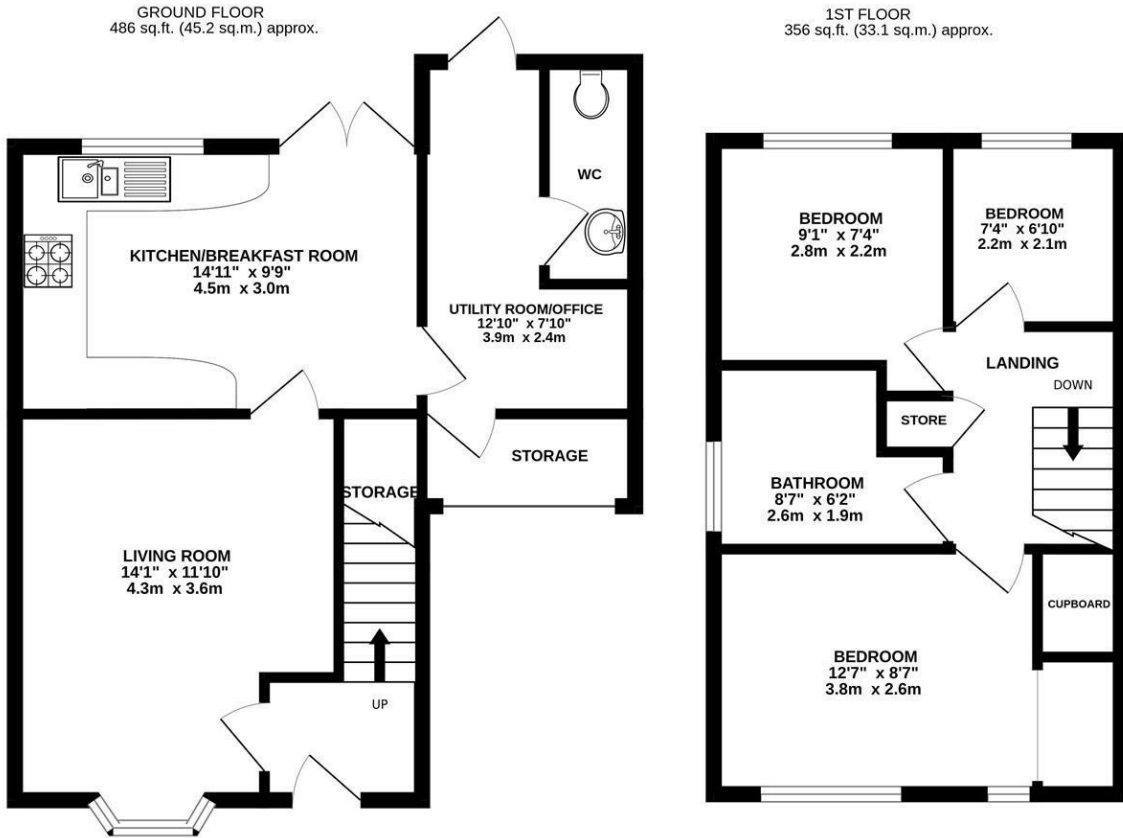 GROUND FLOOR
486 sq.ft. (45.2 sq.m.) approx.
WC
KITCHEN/BREAKFAST ROOM
14'11" x 9'9"
4.5m x 3.0m
UTILITY ROOM/OFFICE
12'10" x 7'10"
3.9m x 2.4m
STORAGE
STORAGE
LIVING ROOM
14'1" x 11'10"
4.3m x 3.6m
UP
1ST FLOOR
356 sq.ft. (33.1 sq.m.) approx.
BEDROOM
9'1" x 7'4"
2.8m x 2.2m
BEDROOM
7'4" x 6'10"
2.2m x 2.1m
LANDING
DOWN
STORE
BATHROOM
8'7" x 6'2"
2.6m x 1.9m
CUPBOARD
BEDROOM
12'7" x 8'7"
3.8m x 2.6m